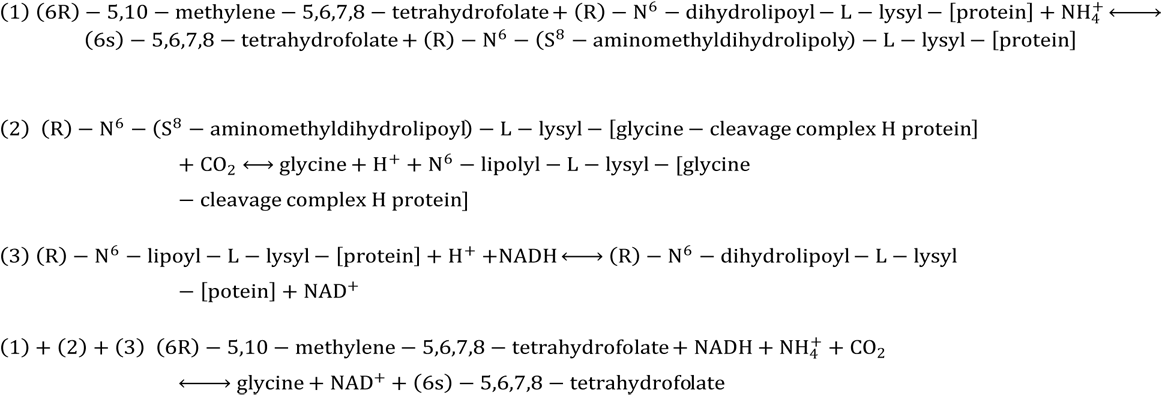 (1) (6R) − 5,10 − methylene − 5,6,7,8 − tetrahydrofolate + (R) − N⁶ − dihydrolipoyl − L − lysyl − [protein] + NH₄⁺ ⟷
(6s) − 5,6,7,8 − tetrahydrofolate + (R) − N⁶ − (S⁸ − aminomethyldihydrolipoly) − L − lysyl − [protein]
(2) (R) − N⁶ − (S⁸ − aminomethyldihydrolipoyl) − L − lysyl − [glycine − cleavage complex H protein]
+ CO₂ ⟷ glycine + H⁺ + N⁶ − lipolyl − L − lysyl − [glycine
− cleavage complex H protein]
(3) (R) − N⁶ − lipoyl − L − lysyl − [protein] + H⁺ +NADH ⟷ (R) − N⁶ − dihydrolipoyl − L − lysyl
− [potein] + NAD⁺
(1) + (2) + (3) (6R) − 5,10 − methylene − 5,6,7,8 − tetrahydrofolate + NADH + NH₄⁺ + CO₂
⟷ glycine + NAD⁺ + (6s) − 5,6,7,8 − tetrahydrofolate